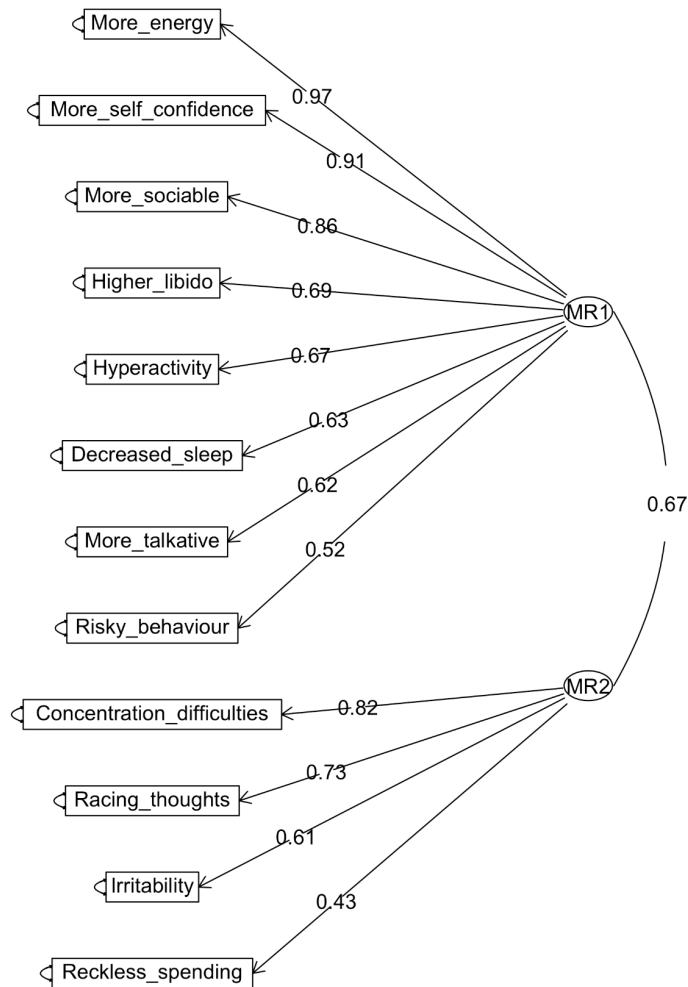 More_energy
0.97
More_self_confidence
0.91
More_sociable
0.86
Higher_libido
0.69
MR1
Hyperactivity
0.67
Decreased_sleep
0.63
More_talkative
0.62
0.67
Risky_behaviour
0.52
MR2
Concentration_difficulties
0.82
Racing_thoughts
0.73
Irritability
0.61
Reckless_spending
0.43